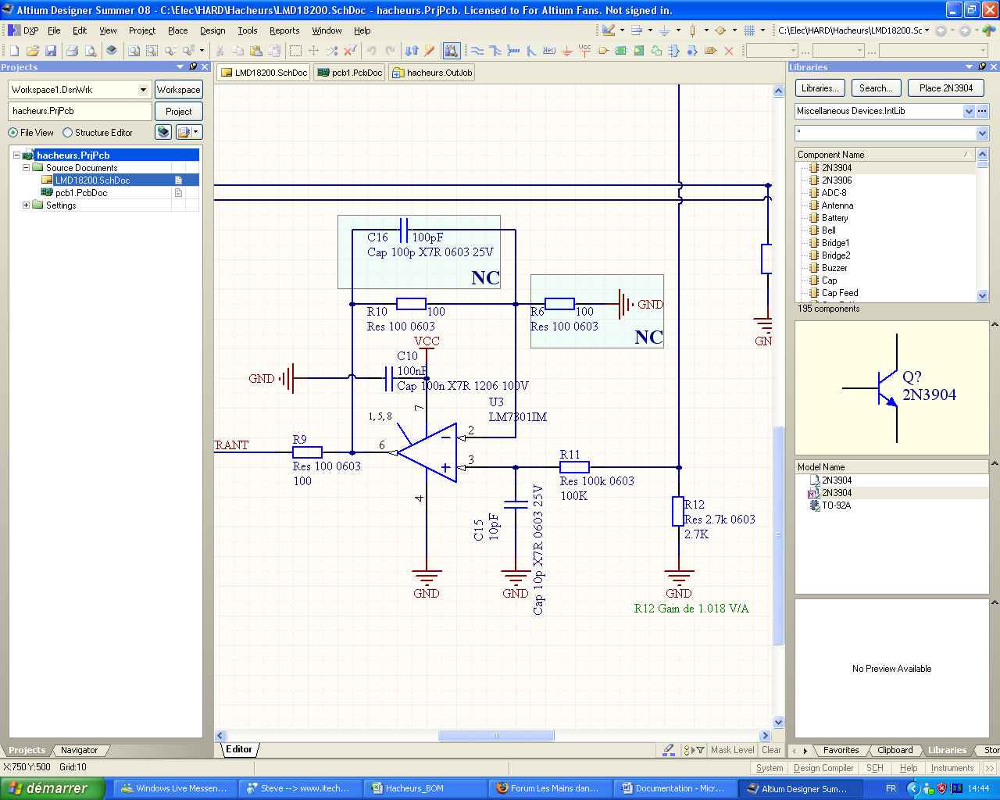 Altium Designer Summer 08 - C:\Elec\HARD\Hacheurs\LMD18200.SchDoc - hacheurs.PrjPcb. Licensed to For Altium Fans. Not signed in.
DXP File Edit View Project Place Design Tools Reports Window Help
C:\Elec\HARD\Hacheurs\LMD18200.Sc
Projects
Workspace1.DsnWrk
Workspace
hacheurs.PrjPcb
Project
File View
Structure Editor
hacheurs.PrjPcb
Source Documents
LMD18200.SchDoc
pcb1.PcbDoc
Settings
LMD18200.SchDoc
pcb1.PcbDoc
hacheurs.OutJob
C16
100pF
Cap 100p X7R 0603 25V
NC
R10
100
Res 100 0603
R6
100
Res 100 0603
GND
NC
VCC
C10
100nF
Cap 100n X7R 1206 100V
GND
U3
LM7301IM
1, 5, 8
7
2
6
3
4
RANT
R9
Res 100 0603
100
R11
Res 100k 0603
100K
C15
10pF
Cap 10p X7R 0603 25V
R12
Res 2.7k 0603
2.7K
GND
GND
GND
R12 Gain de 1.018 V/A
GN
Editor
Mask Level
Clear
Libraries
Libraries...
Search...
Place 2N3904
Miscellaneous Devices.IntLib
*
Component Name
2N3904
2N3906
ADC-8
Antenna
Battery
Bell
Bridge1
Bridge2
Buzzer
Cap
Cap Feed
195 components
Q?
2N3904
Model Name
2N3904
2N3904
TO-92A
No Preview Available
Projects
Navigator
Favorites
Clipboard
Libraries
Stor
X:750 Y:500 Grid:10
System
Design Compiler
SCH
Help
Instruments
>>
démarrer
Windows Live Messen...
Steve --> www.itech...
Hacheurs_BOM
Forum Les Mains dan...
Documentation - Micr...
Altium Designer Sum...
FR
14:44